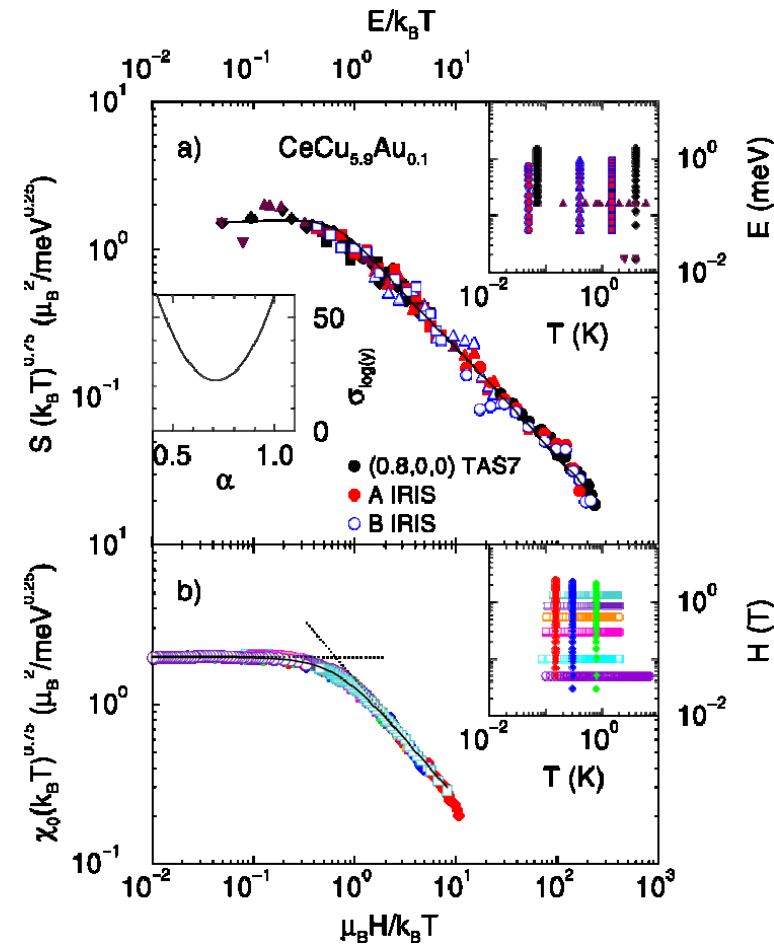 E/k_BT
10^-2 10^-1 10^0 10^1
10^1
a) CeCu_5.9Au_0.1
10^0
10^-1
S (k_BT)^0.75 (μ_B^2/meV^0.25)
10^0
10^-2
E (meV)
10^-2 10^0
T (K)
50
0
σ_log(y)
0.5 1.0
α
(0.8,0,0) TAS7
A IRIS
B IRIS
10^1
b)
10^0
10^-1
χ_0(k_BT)^0.75 (μ_B^2/meV^0.25)
10^0
10^-2
H (T)
10^-2 10^0
T (K)
10^-2 10^-1 10^0 10^1 10^2 10^3
μ_BH/k_BT